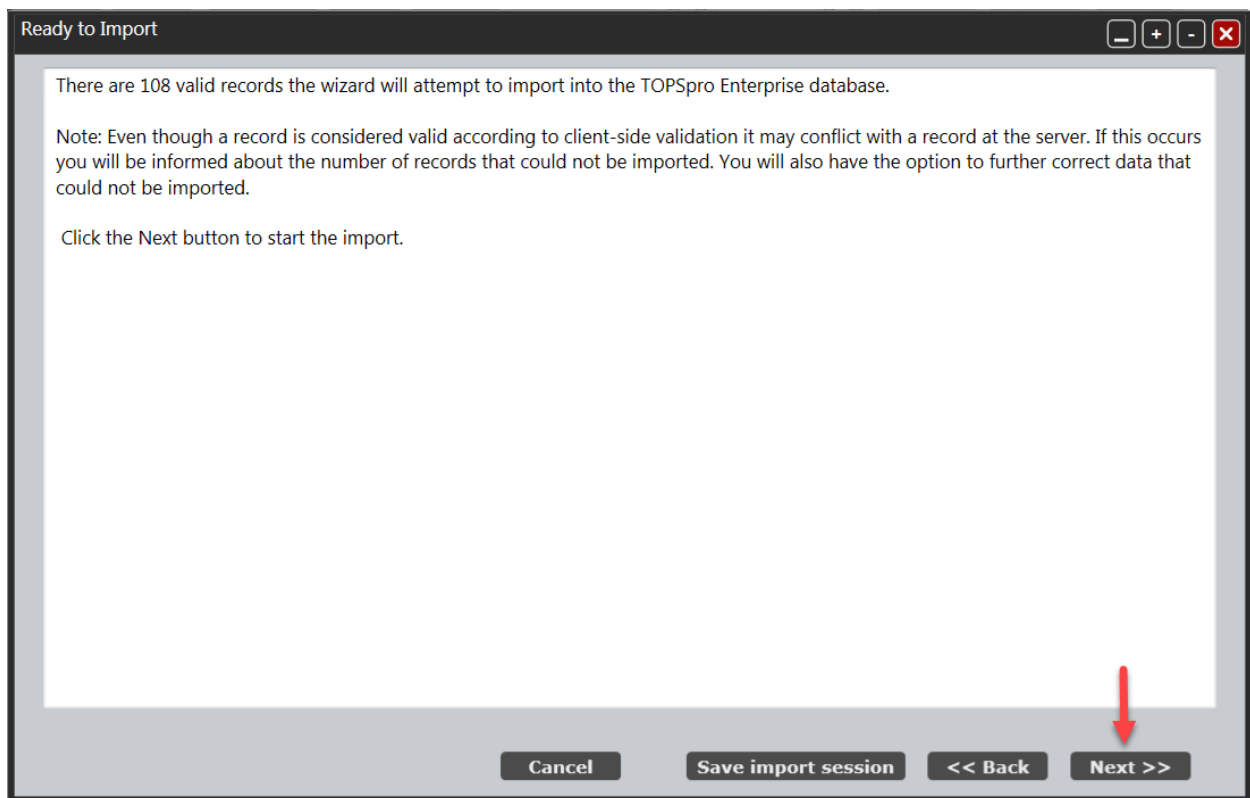 Ready to Import
There are 108 valid records the wizard will attempt to import into the TOPSpro Enterprise database.
Note: Even though a record is considered valid according to client-side validation it may conflict with a record at the server. If this occurs
you will be informed about the number of records that could not be imported. You will also have the option to further correct data that
could not be imported.
Click the Next button to start the import.
Cancel
Save import session
<< Back
Next >>